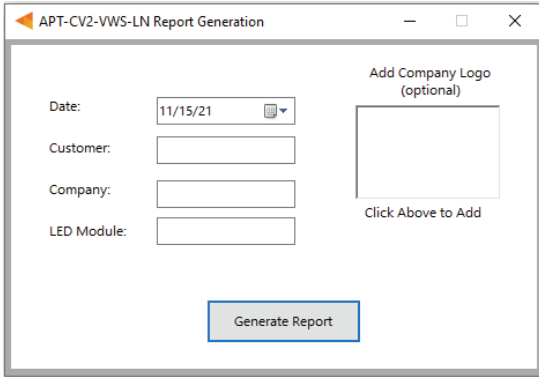 APT-CV2-VWS-LN Report Generation
Add Company Logo
(optional)
Date:
11/15/21
Customer:
Company:
Click Above to Add
LED Module:
Generate Report